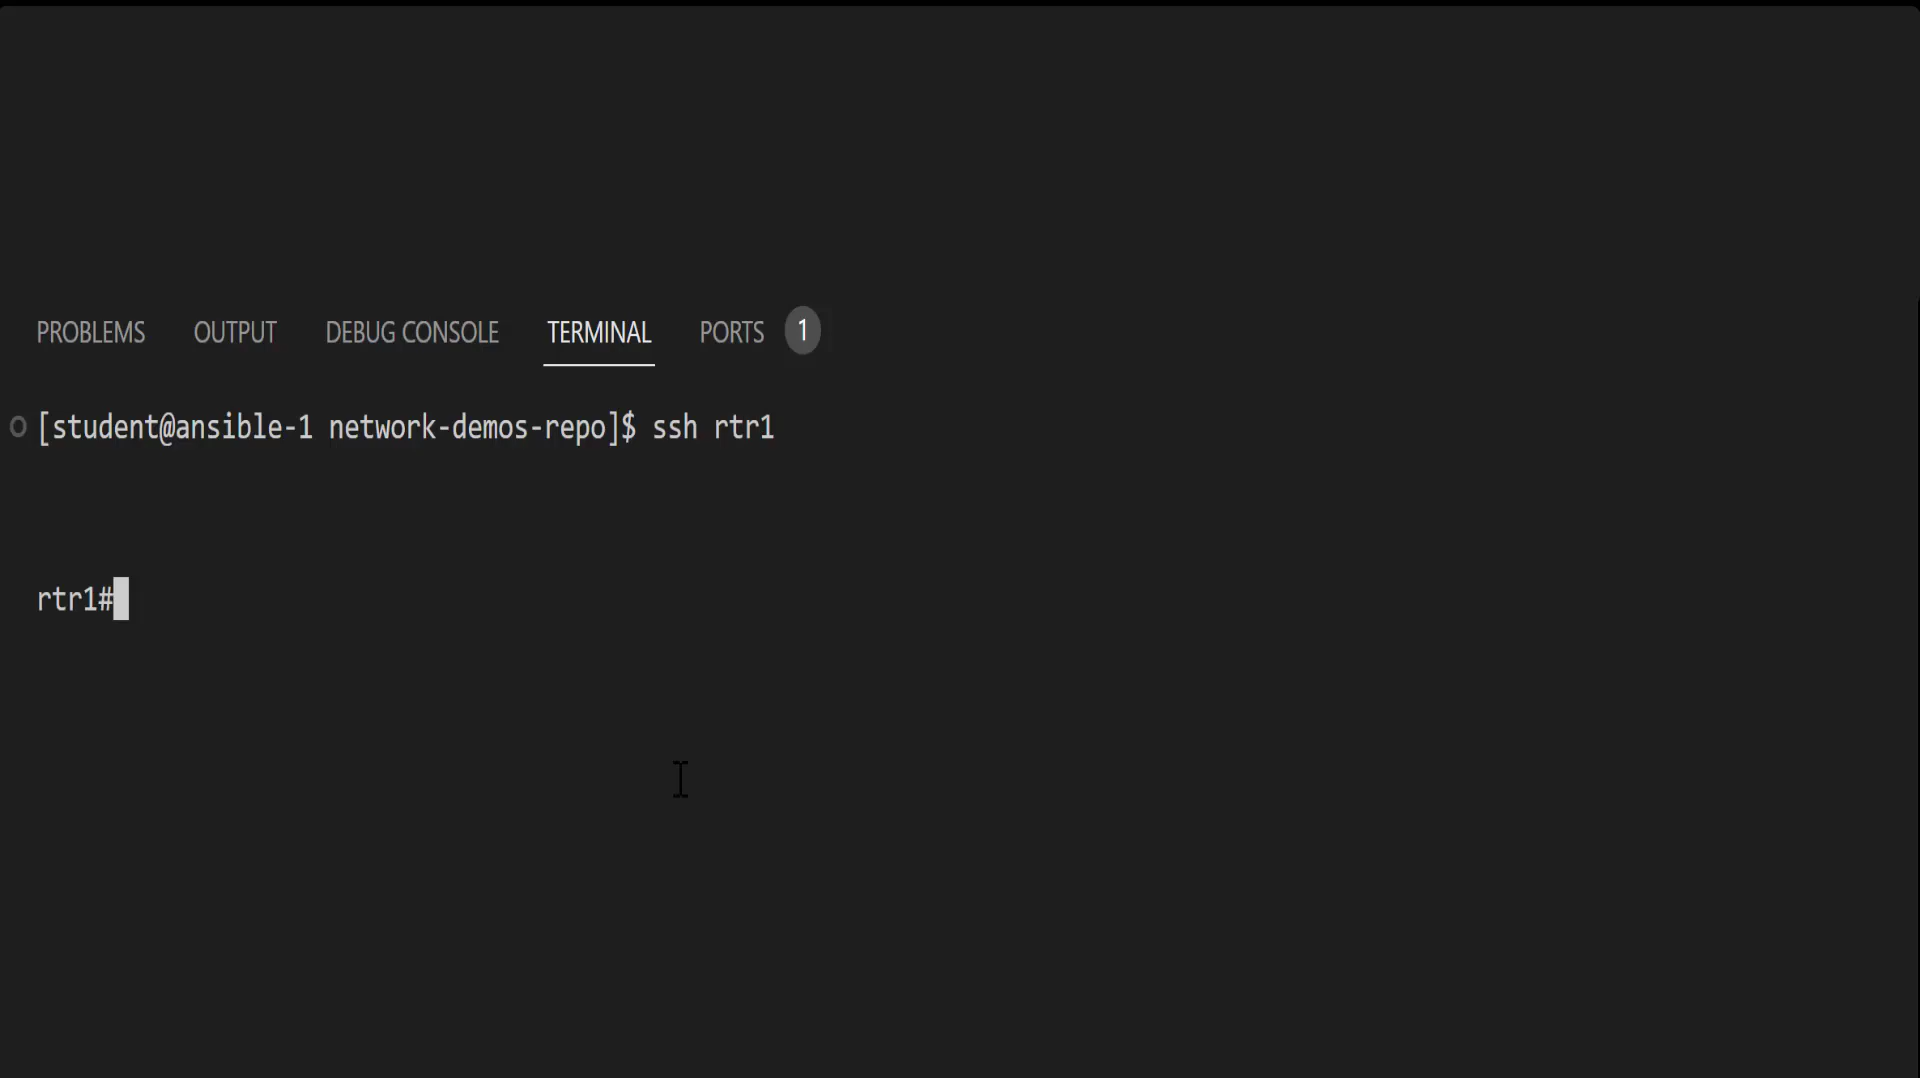 PROBLEMS OUTPUT DEBUG CONSOLE TERMINAL PORTS 1
[student@ansible-1 network-demos-repo]$ ssh rtr1
rtr1#